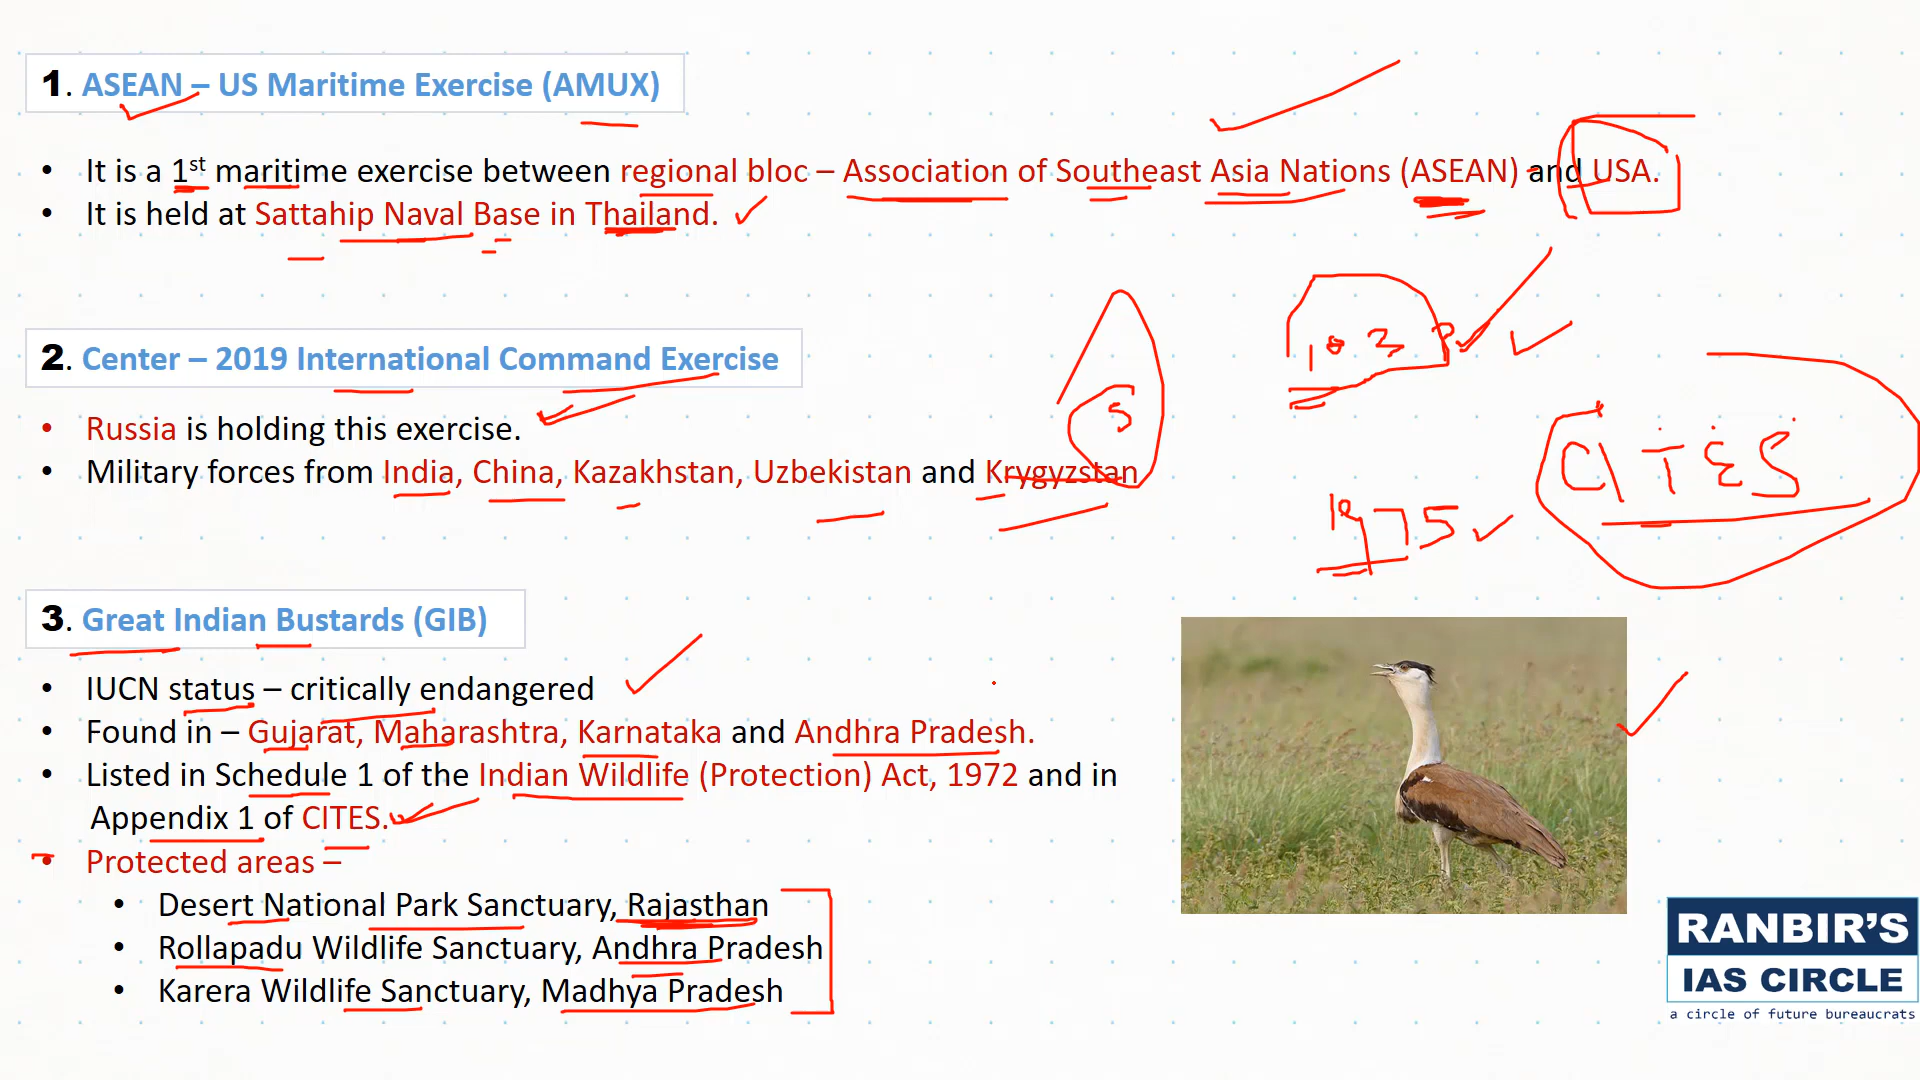 1. ASEAN – US Maritime Exercise (AMUX)
• It is a 1st maritime exercise between regional bloc – Association of Southeast Asia Nations (ASEAN) and USA.
• It is held at Sattahip Naval Base in Thailand.
2. Center – 2019 International Command Exercise
• Russia is holding this exercise.
• Military forces from India, China, Kazakhstan, Uzbekistan and Krygyzstan
5
CITES
1975
3. Great Indian Bustards (GIB)
• IUCN status – critically endangered
• Found in – Gujarat, Maharashtra, Karnataka and Andhra Pradesh.
• Listed in Schedule 1 of the Indian Wildlife (Protection) Act, 1972 and in
Appendix 1 of CITES.
• Protected areas –
• Desert National Park Sanctuary, Rajasthan
• Rollapadu Wildlife Sanctuary, Andhra Pradesh
• Karera Wildlife Sanctuary, Madhya Pradesh
RANBIR'S
IAS CIRCLE
a circle of future bureaucrats